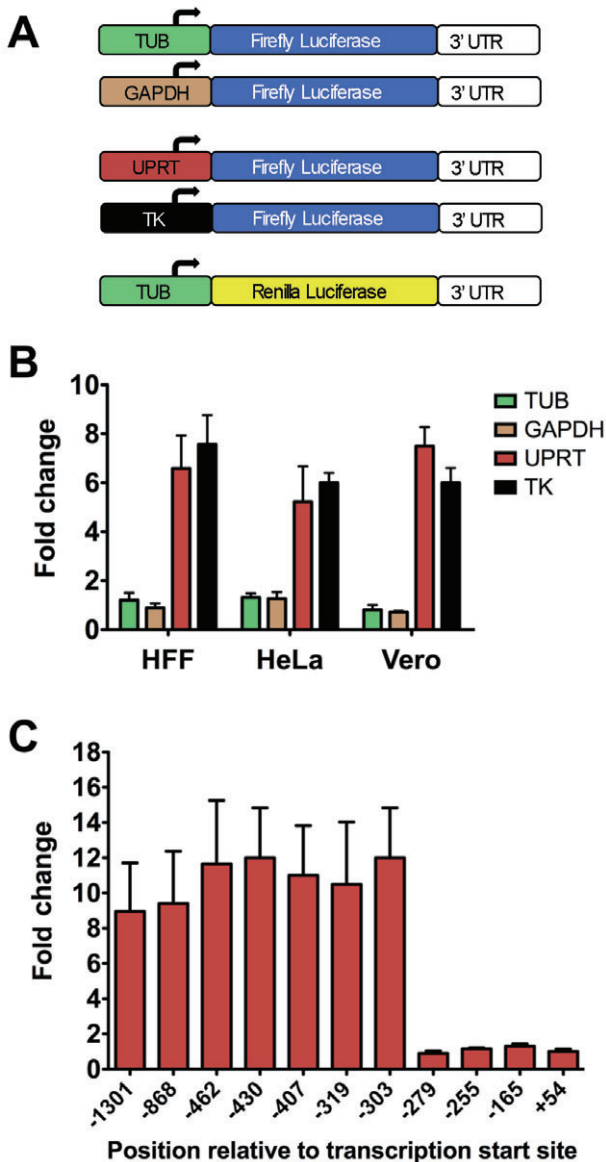 A
TUB Firefly Luciferase 3' UTR
GAPDH Firefly Luciferase 3' UTR
UPRT Firefly Luciferase 3' UTR
TK Firefly Luciferase 3' UTR
TUB Renilla Luciferase 3' UTR
B
Fold change
10
8
6
4
2
0
HFF HeLa Vero
TUB
GAPDH
UPRT
TK
C
Fold change
18
16
14
12
10
8
6
4
2
0
-1301 -868 -462 -430 -407 -319 -303 -279 -255 -165 +54
Position relative to transcription start site